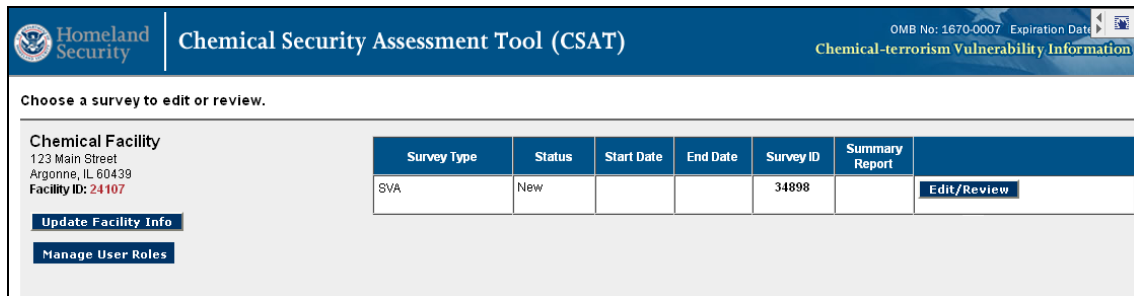 Homeland
Security
Chemical Security Assessment Tool (CSAT)
OMB No: 1670-0007 Expiration Date
Chemical-terrorism Vulnerability Information
Choose a survey to edit or review.
Chemical Facility
123 Main Street
Argonne, IL 60439
Facility ID: 24107
Update Facility Info
Manage User Roles
Survey Type Status Start Date End Date Survey ID Summary Report
SVA New 34898 Edit/Review